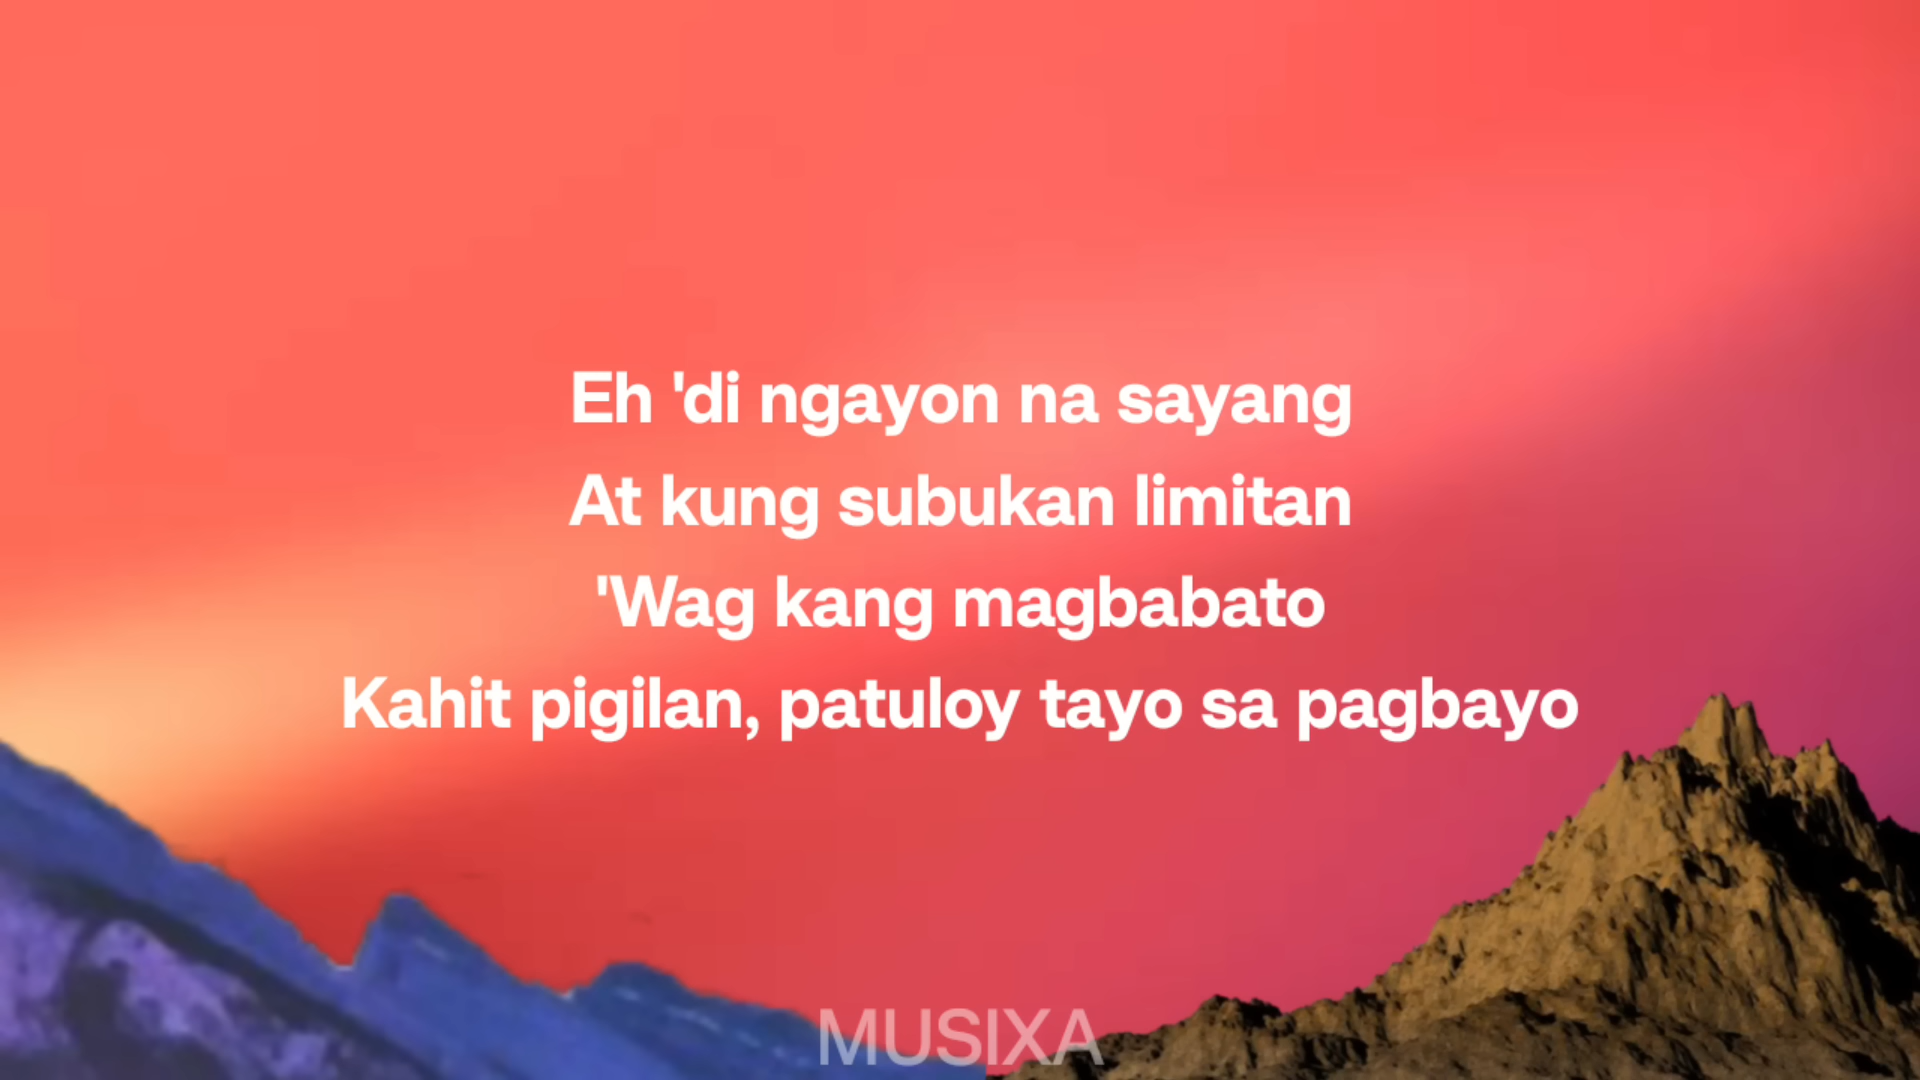 Eh 'di ngayon na sayang
At kung subukan limitan
'Wag kang magbabato
Kahit pigilan, patuloy tayo sa pagbayo
MUSIXA